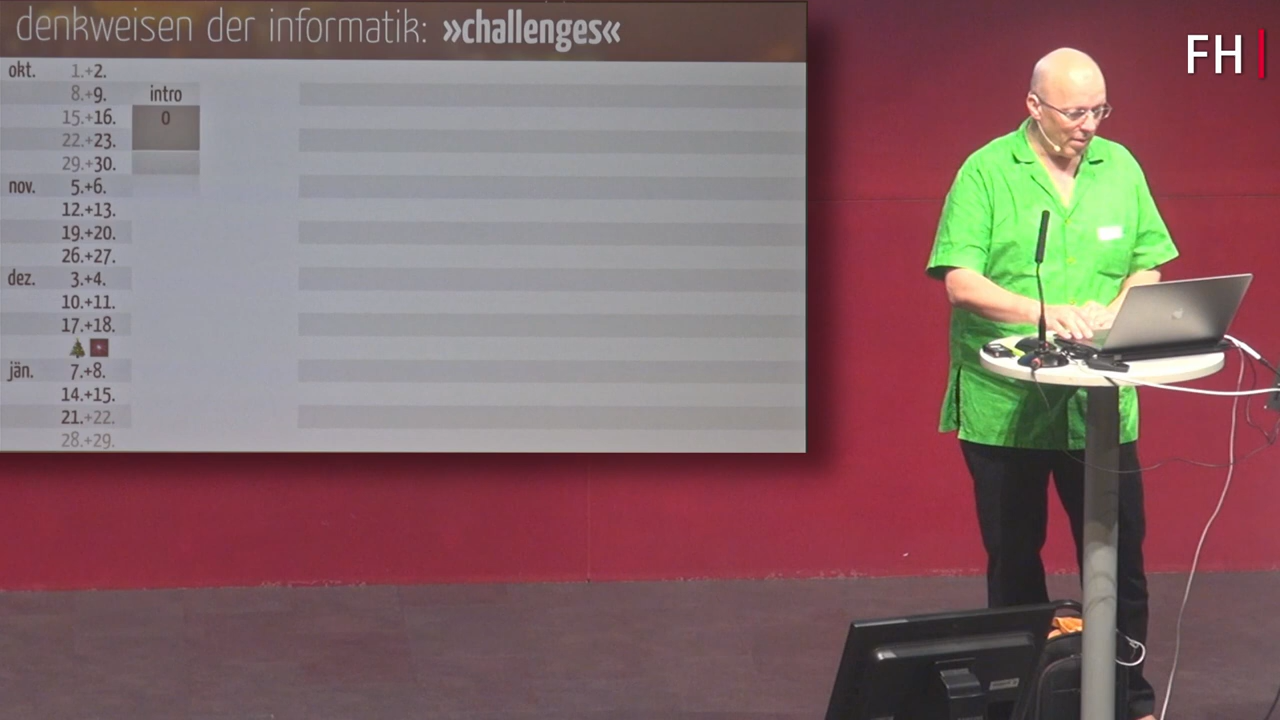 denkweisen der informatik: »challenges«
okt. 1.+2.
8.+9. intro
15.+16. 0
22.+23.
29.+30.
nov. 5.+6.
12.+13.
19.+20.
26.+27.
dez. 3.+4.
10.+11.
17.+18.
jän. 7.+8.
14.+15.
21.+22.
28.+29.
FH |